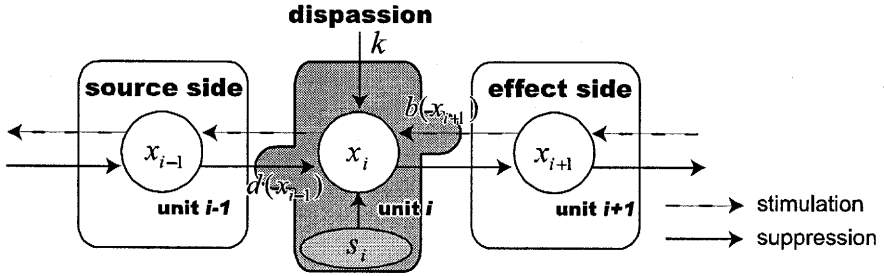 dispassion
k
source side
effect side
b(-x_{i+1})
x_{i-1}
x_i
x_{i+1}
d(-x_{i-1})
unit i-1
unit i
unit i+1
s_i
stimulation
suppression